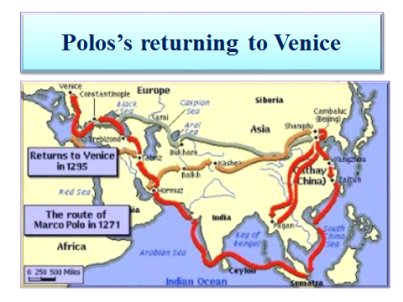 Polos's returning to Venice
Venice
Constantinople
Europe
Siberia
Black
Sea
Caspian
Sea
Aral
Sea
Sarai
Asia
Cambaluc
(Beijing)
Shangdu
Trebizond
Tabriz
Bukhara
Kashgar
Balkh
Returns to Venice
in 1295
Hormuz
Cathay
(China)
Yangzhou
Zaitun
Red Sea
The route of
Marco Polo in 1271
India
Pagan
Bay of
Bengal
South
China
Sea
Africa
Arabian Sea
Ceylon
Sumatra
Indian Ocean
0 250 500 Miles